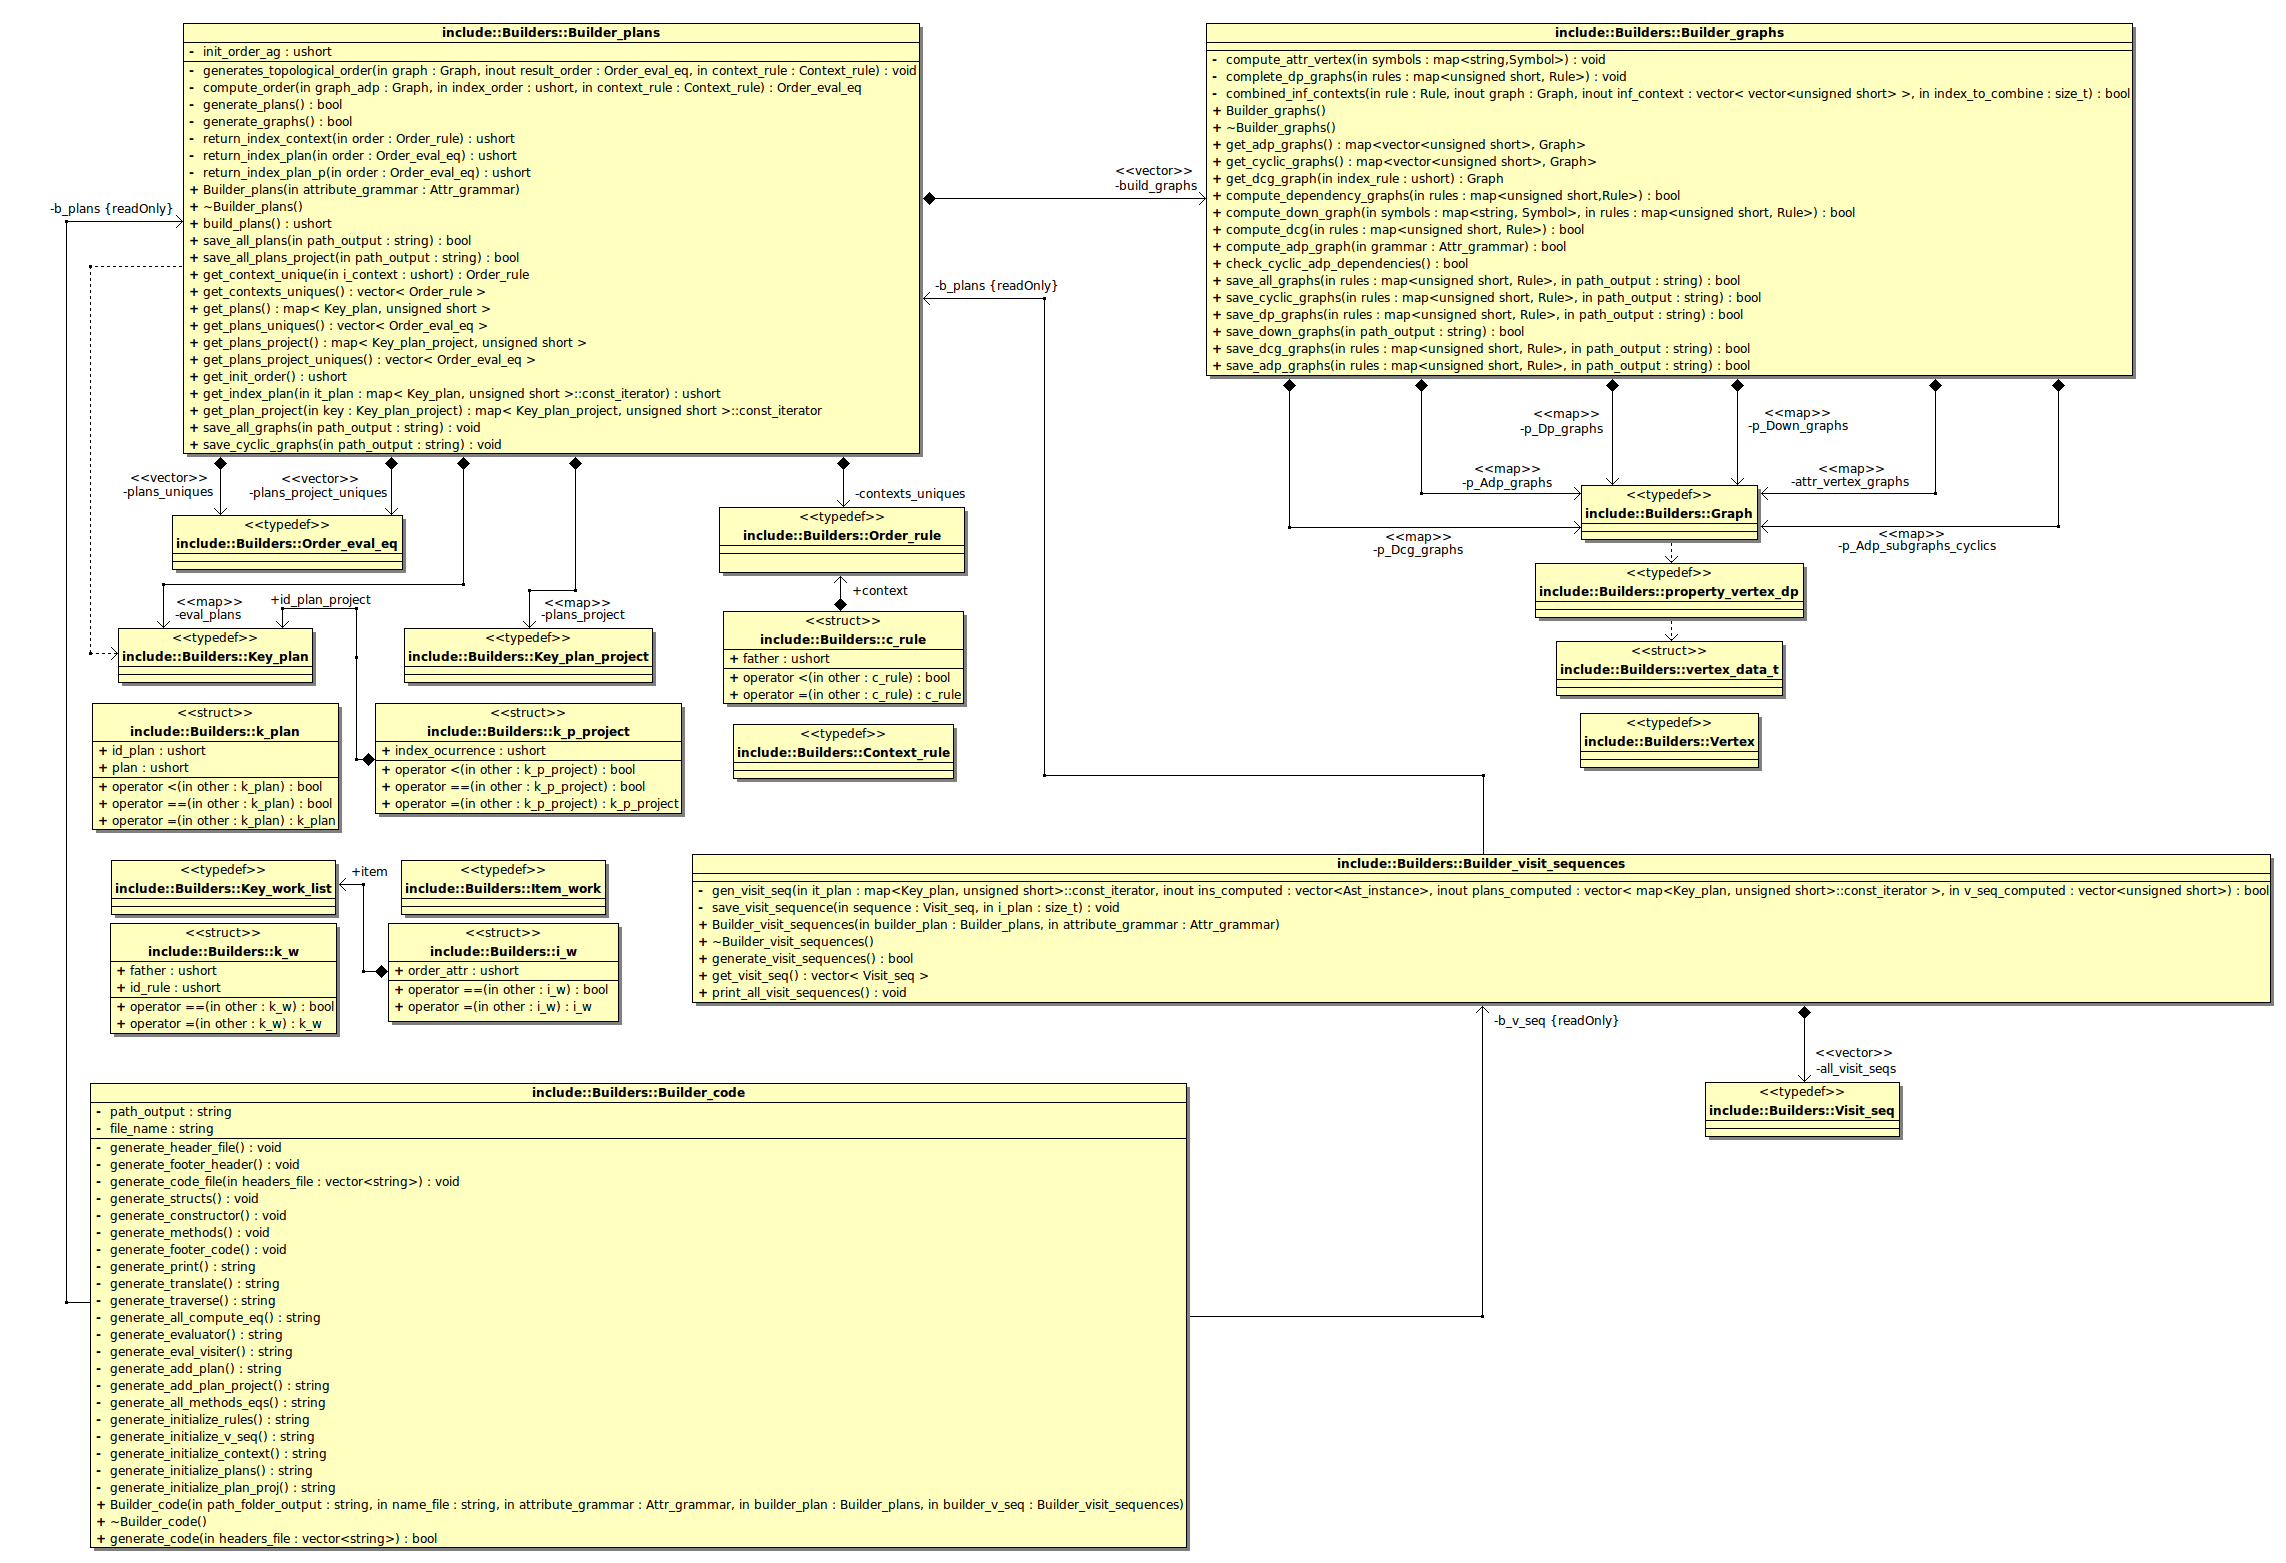 include::Builders::Builder_plans
- init_order_ag : ushort
- generates_topological_order(in graph : Graph, inout result_order : Order_eval_eq, in context_rule : Context_rule) : void
- compute_order(in graph_adp : Graph, in index_order : ushort, in context_rule : Context_rule) : Order_eval_eq
- generate_plans() : bool
- generate_graphs() : bool
- return_index_context(in order : Order_rule) : ushort
- return_index_plan(in order : Order_eval_eq) : ushort
- return_index_plan_p(in order : Order_eval_eq) : ushort
+ Builder_plans(in attribute_grammar : Attr_grammar)
+ ~Builder_plans()
+ build_plans() : ushort
+ save_all_plans(in path_output : string) : bool
+ save_all_plans_project(in path_output : string) : bool
+ get_context_unique(in i_context : ushort) : Order_rule
+ get_contexts_uniques() : vector< Order_rule >
+ get_plans() : map< Key_plan, unsigned short >
+ get_plans_uniques() : vector< Order_eval_eq >
+ get_plans_project() : map< Key_plan_project, unsigned short >
+ get_plans_project_uniques() : vector< Order_eval_eq >
+ get_init_order() : ushort
+ get_index_plan(in it_plan : map< Key_plan, unsigned short >::const_iterator) : ushort
+ get_plan_project(in key : Key_plan_project) : map< Key_plan_project, unsigned short >::const_iterator
+ save_all_graphs(in path_output : string) : void
+ save_cyclic_graphs(in path_output : string) : void
include::Builders::Builder_graphs
- compute_attr_vertex(in symbols : map<string,Symbol>) : void
- complete_dp_graphs(in rules : map<unsigned short, Rule>) : void
- combined_inf_contexts(in rule : Rule, inout graph : Graph, inout inf_context : vector< vector<unsigned short> >, in index_to_combine : size_t) : bool
+ Builder_graphs()
+ ~Builder_graphs()
+ get_adp_graphs() : map<vector<unsigned short>, Graph>
+ get_cyclic_graphs() : map<vector<unsigned short>, Graph>
+ get_dcg_graph(in index_rule : ushort) : Graph
+ compute_dependency_graphs(in rules : map<unsigned short,Rule>) : bool
+ compute_down_graph(in symbols : map<string, Symbol>, in rules : map<unsigned short, Rule>) : bool
+ compute_dcg(in rules : map<unsigned short, Rule>) : bool
+ compute_adp_graph(in grammar : Attr_grammar) : bool
+ check_cyclic_adp_dependencies() : bool
+ save_all_graphs(in rules : map<unsigned short, Rule>, in path_output : string) : bool
+ save_cyclic_graphs(in rules : map<unsigned short, Rule>, in path_output : string) : bool
+ save_dp_graphs(in rules : map<unsigned short, Rule>, in path_output : string) : bool
+ save_down_graphs(in path_output : string) : bool
+ save_dcg_graphs(in rules : map<unsigned short, Rule>, in path_output : string) : bool
+ save_adp_graphs(in rules : map<unsigned short, Rule>, in path_output : string) : bool
<<vector>>
-build_graphs
-b_plans {readOnly}
-b_plans {readOnly}
<<vector>>
-plans_uniques
<<vector>>
-plans_project_uniques
-contexts_uniques
<<typedef>>
include::Builders::Order_eval_eq
<<typedef>>
include::Builders::Order_rule
+context
<<map>>
-eval_plans
+id_plan_project
<<map>>
-plans_project
<<typedef>>
include::Builders::Key_plan
<<typedef>>
include::Builders::Key_plan_project
<<struct>>
include::Builders::c_rule
+ father : ushort
+ operator <(in other : c_rule) : bool
+ operator =(in other : c_rule) : c_rule
<<struct>>
include::Builders::k_plan
+ id_plan : ushort
+ plan : ushort
+ operator <(in other : k_plan) : bool
+ operator ==(in other : k_plan) : bool
+ operator =(in other : k_plan) : k_plan
<<struct>>
include::Builders::k_p_project
+ index_ocurrence : ushort
+ operator <(in other : k_p_project) : bool
+ operator ==(in other : k_p_project) : bool
+ operator =(in other : k_p_project) : k_p_project
<<typedef>>
include::Builders::Context_rule
<<map>>
-p_Dp_graphs
<<map>>
-p_Down_graphs
<<map>>
-p_Adp_graphs
<<map>>
-attr_vertex_graphs
<<typedef>>
include::Builders::Graph
<<map>>
-p_Dcg_graphs
<<map>>
-p_Adp_subgraphs_cyclics
<<typedef>>
include::Builders::property_vertex_dp
<<struct>>
include::Builders::vertex_data_t
<<typedef>>
include::Builders::Vertex
<<typedef>>
include::Builders::Key_work_list
+item
<<typedef>>
include::Builders::Item_work
<<struct>>
include::Builders::k_w
+ father : ushort
+ id_rule : ushort
+ operator ==(in other : k_w) : bool
+ operator =(in other : k_w) : k_w
<<struct>>
include::Builders::i_w
+ order_attr : ushort
+ operator ==(in other : i_w) : bool
+ operator =(in other : i_w) : i_w
include::Builders::Builder_visit_sequences
- gen_visit_seq(in it_plan : map<Key_plan, unsigned short>::const_iterator, inout ins_computed : vector<Ast_instance>, inout plans_computed : vector< map<Key_plan, unsigned short>::const_iterator >, in v_seq_computed : vector<unsigned short>) : bool
- save_visit_sequence(in sequence : Visit_seq, in i_plan : size_t) : void
+ Builder_visit_sequences(in builder_plan : Builder_plans, in attribute_grammar : Attr_grammar)
+ ~Builder_visit_sequences()
+ generate_visit_sequences() : bool
+ get_visit_seq() : vector< Visit_seq >
+ print_all_visit_sequences() : void
-b_v_seq {readOnly}
<<vector>>
-all_visit_seqs
<<typedef>>
include::Builders::Visit_seq
include::Builders::Builder_code
- path_output : string
- file_name : string
- generate_header_file() : void
- generate_footer_header() : void
- generate_code_file(in headers_file : vector<string>) : void
- generate_structs() : void
- generate_constructor() : void
- generate_methods() : void
- generate_footer_code() : void
- generate_print() : string
- generate_translate() : string
- generate_traverse() : string
- generate_all_compute_eq() : string
- generate_evaluator() : string
- generate_eval_visiter() : string
- generate_add_plan() : string
- generate_add_plan_project() : string
- generate_all_methods_eqs() : string
- generate_initialize_rules() : string
- generate_initialize_v_seq() : string
- generate_initialize_context() : string
- generate_initialize_plans() : string
- generate_initialize_plan_proj() : string
+ Builder_code(in path_folder_output : string, in name_file : string, in attribute_grammar : Attr_grammar, in builder_plan : Builder_plans, in builder_v_seq : Builder_visit_sequences)
+ ~Builder_code()
+ generate_code(in headers_file : vector<string>) : bool